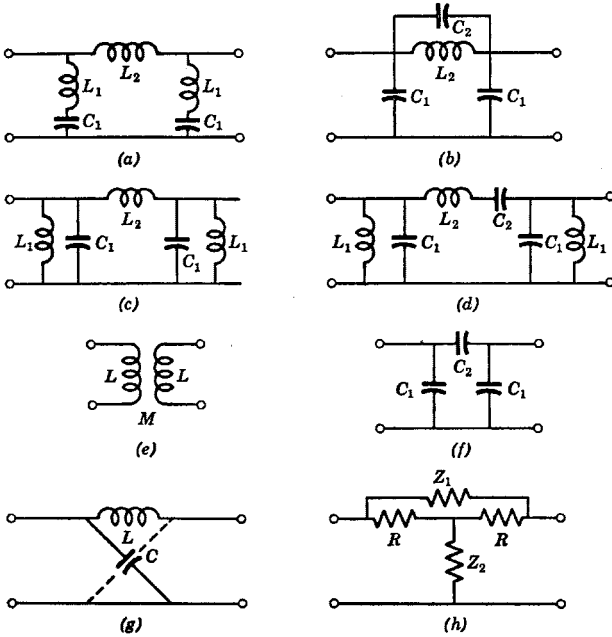 C₂
L₂
L₁
L₁
L₂
C₁
C₁
C₁
C₁
(a)
(b)
L₂
L₂
C₂
L₁
C₁
C₁
L₁
L₁
C₁
C₁
L₁
(c)
(d)
L
L
M
C₂
C₁
C₁
(e)
(f)
Z₁
L
C
R
R
Z₂
(g)
(h)